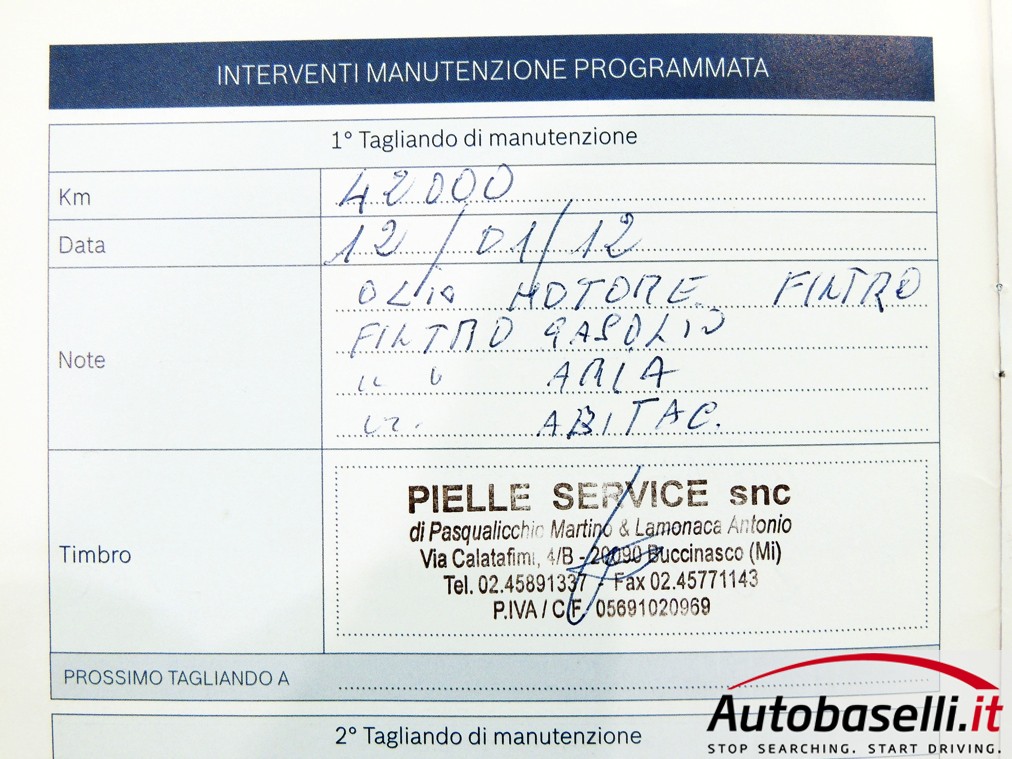 INTERVENTI MANUTENZIONE PROGRAMMATA
1° Tagliando di manutenzione
Km 42000
Data 12/01/12
Note
OLIO MOTORE FILTRO
FILTRO GASOLIO
" " ARIA
" ABITAC.
Timbro
PIELLE SERVICE snc
di Pasqualicchio Martino & Lamonaca Antonio
Via Calatafimi, 4/B - 20090 Buccinasco (Mi)
Tel. 02.45891337 - Fax 02.45771143
P.IVA / C.F. 05691020969
PROSSIMO TAGLIANDO A
2° Tagliando di manutenzione
Autobaselli.it
STOP SEARCHING. START DRIVING.